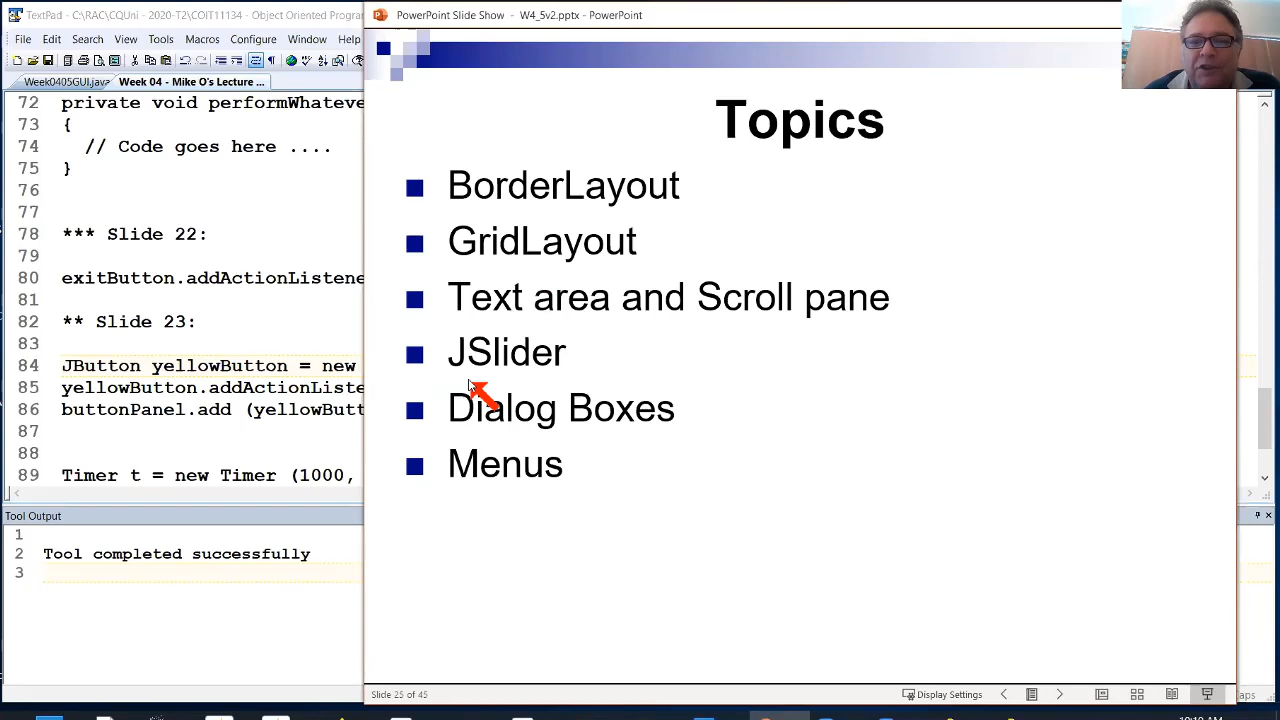 TextPad - C:\RAC\CQUni - 2020-T2\COIT11134 - Object Oriented Progra
File Edit Search View Tools Macros Configure Window Help
Week0405GUI.java Week 04 - Mike O's Lecture ...
72 private void performWhateve
73 {
74 // Code goes here ....
75 }
76
77
78 *** Slide 22:
79
80 exitButton.addActionListene
81
82 ** Slide 23:
83
84 JButton yellowButton = new
85 yellowButton.addActionListe
86 buttonPanel.add (yellowButt
87
88
89 Timer t = new Timer (1000,
Tool Output
1
2 Tool completed successfully
3
PowerPoint Slide Show - W4_5v2.pptx - PowerPoint
Topics
BorderLayout
GridLayout
Text area and Scroll pane
JSlider
Dialog Boxes
Menus
Slide 25 of 45
Display Settings
Caps